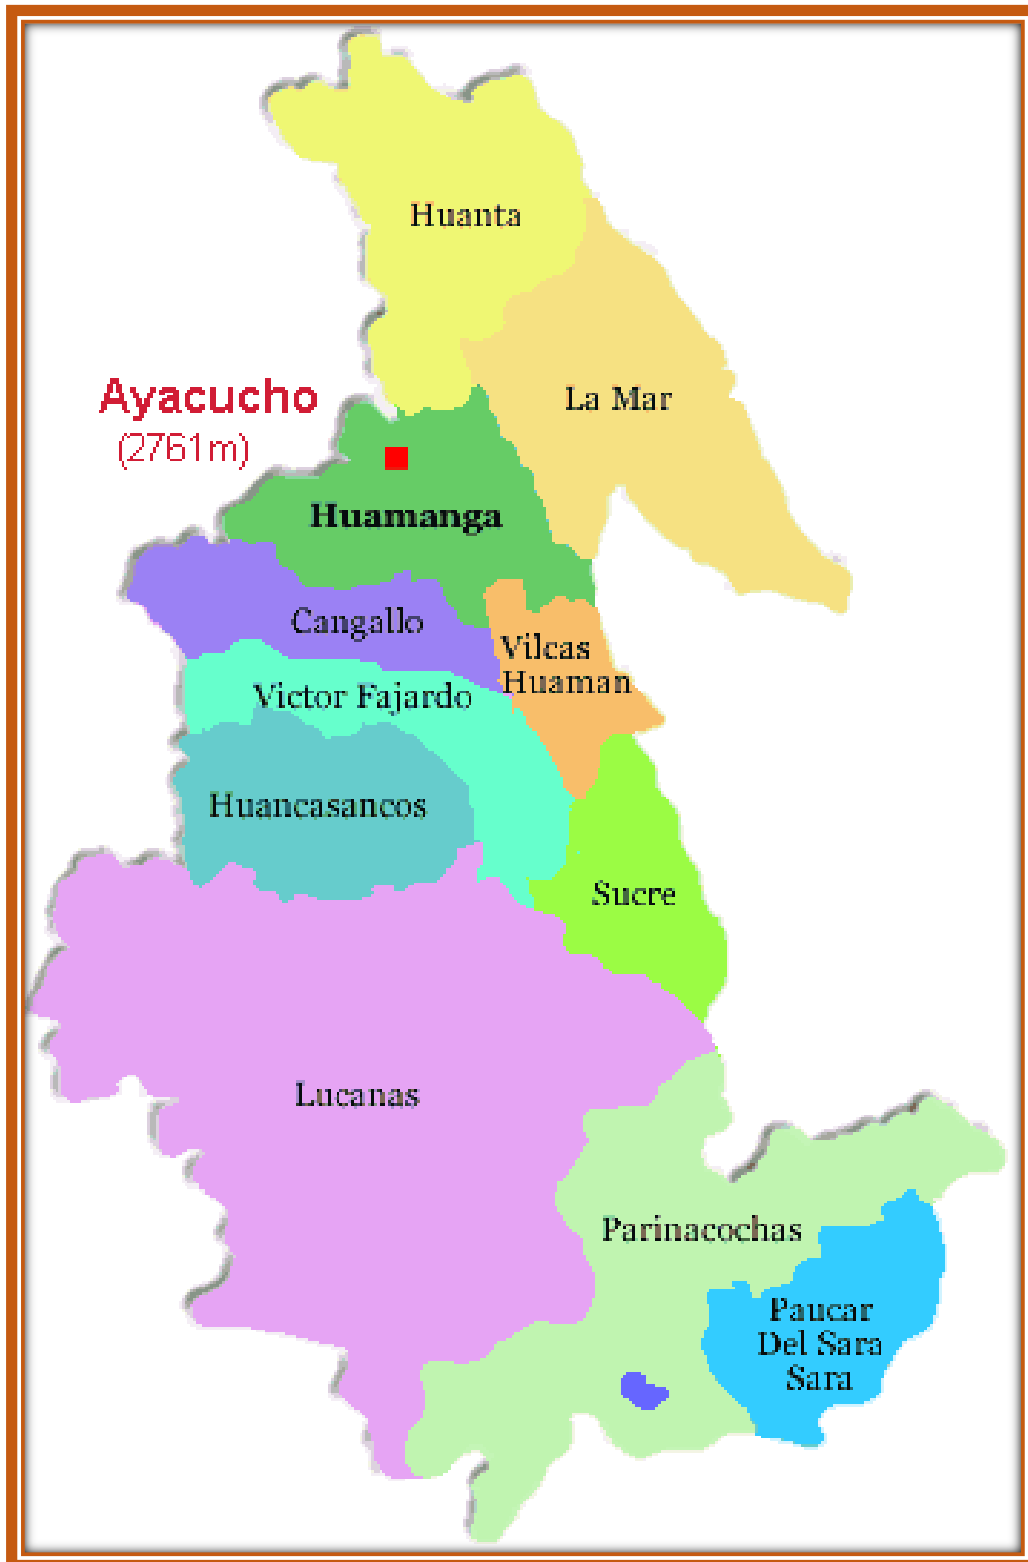 Huanta
La Mar
Ayacucho
(2761m)
Huamanga
Cangallo
Vilcas
Huaman
Victor Fajardo
Huancasancos
Sucre
Lucanas
Parinacochas
Paucar
Del Sara
Sara